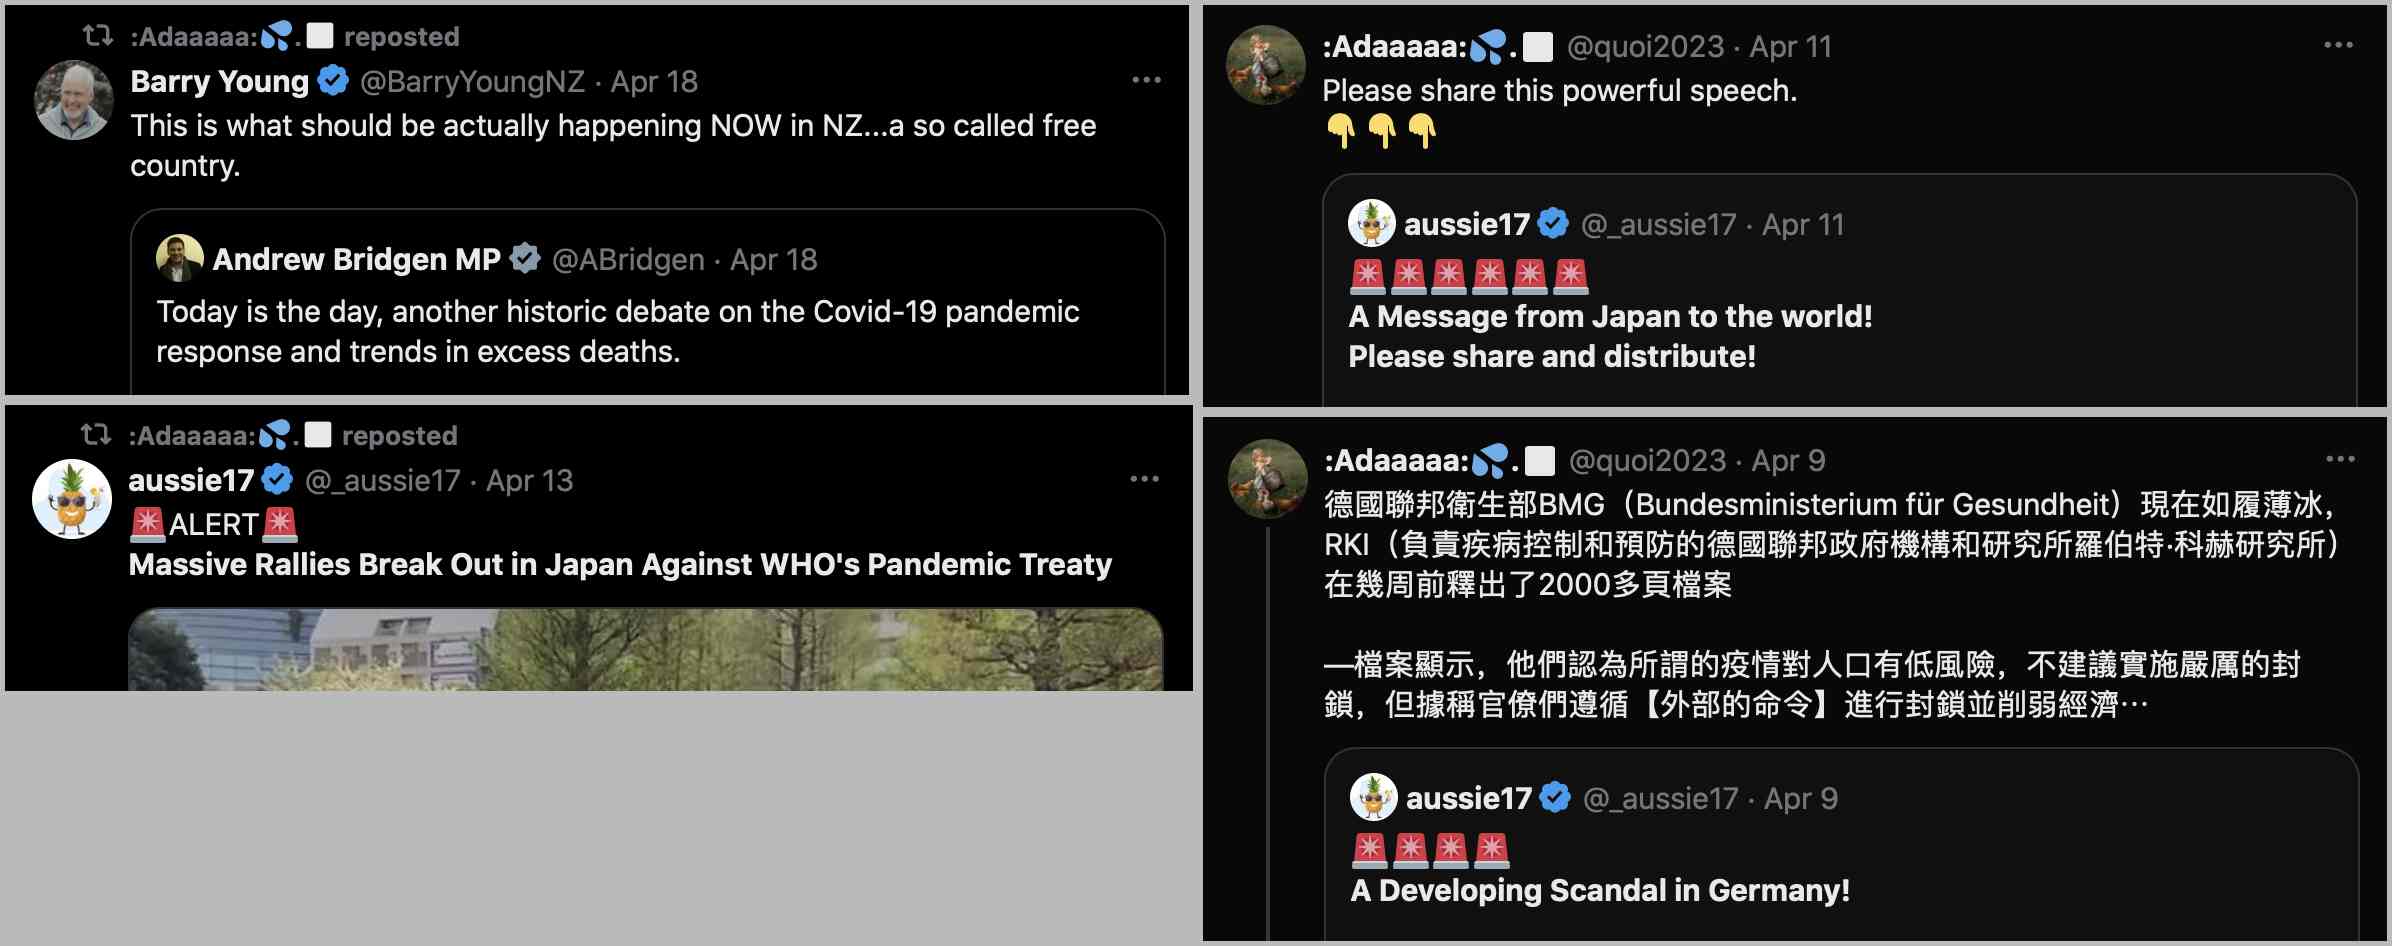 :Adaaaaa:💦.⬜ reposted
Barry Young @BarryYoungNZ · Apr 18
This is what should be actually happening NOW in NZ...a so called free
country.
Andrew Bridgen MP @ABridgen · Apr 18
Today is the day, another historic debate on the Covid-19 pandemic
response and trends in excess deaths.
:Adaaaaa:💦.⬜ reposted
aussie17 @_aussie17 · Apr 13
🚨ALERT🚨
Massive Rallies Break Out in Japan Against WHO's Pandemic Treaty
:Adaaaaa:💦.⬜ @quoi2023 · Apr 11
Please share this powerful speech.
👇👇👇
aussie17 @_aussie17 · Apr 11
🚨🚨🚨🚨🚨🚨
A Message from Japan to the world!
Please share and distribute!
:Adaaaaa:💦.⬜ @quoi2023 · Apr 9
德國聯邦衛生部BMG（Bundesministerium für Gesundheit）現在如履薄冰，
RKI（負責疾病控制和預防的德國聯邦政府機構和研究所羅伯特·科赫研究所）
在幾周前釋出了2000多頁檔案
—檔案顯示，他們認為所謂的疫情對人口有低風險，不建議實施嚴厲的封
鎖，但據稱官僚們遵循【外部的命令】進行封鎖並削弱經濟…
aussie17 @_aussie17 · Apr 9
🚨🚨🚨🚨
A Developing Scandal in Germany!